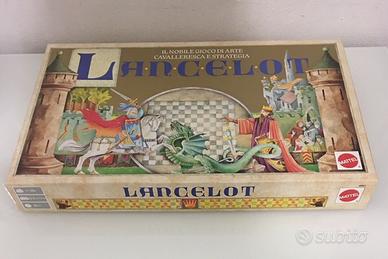 IL NOBILE GIOCO DI ARTE
CAVALLERESCA E STRATEGIA
LANCELOT
MATTEL
LANCELOT
MATTEL
subito